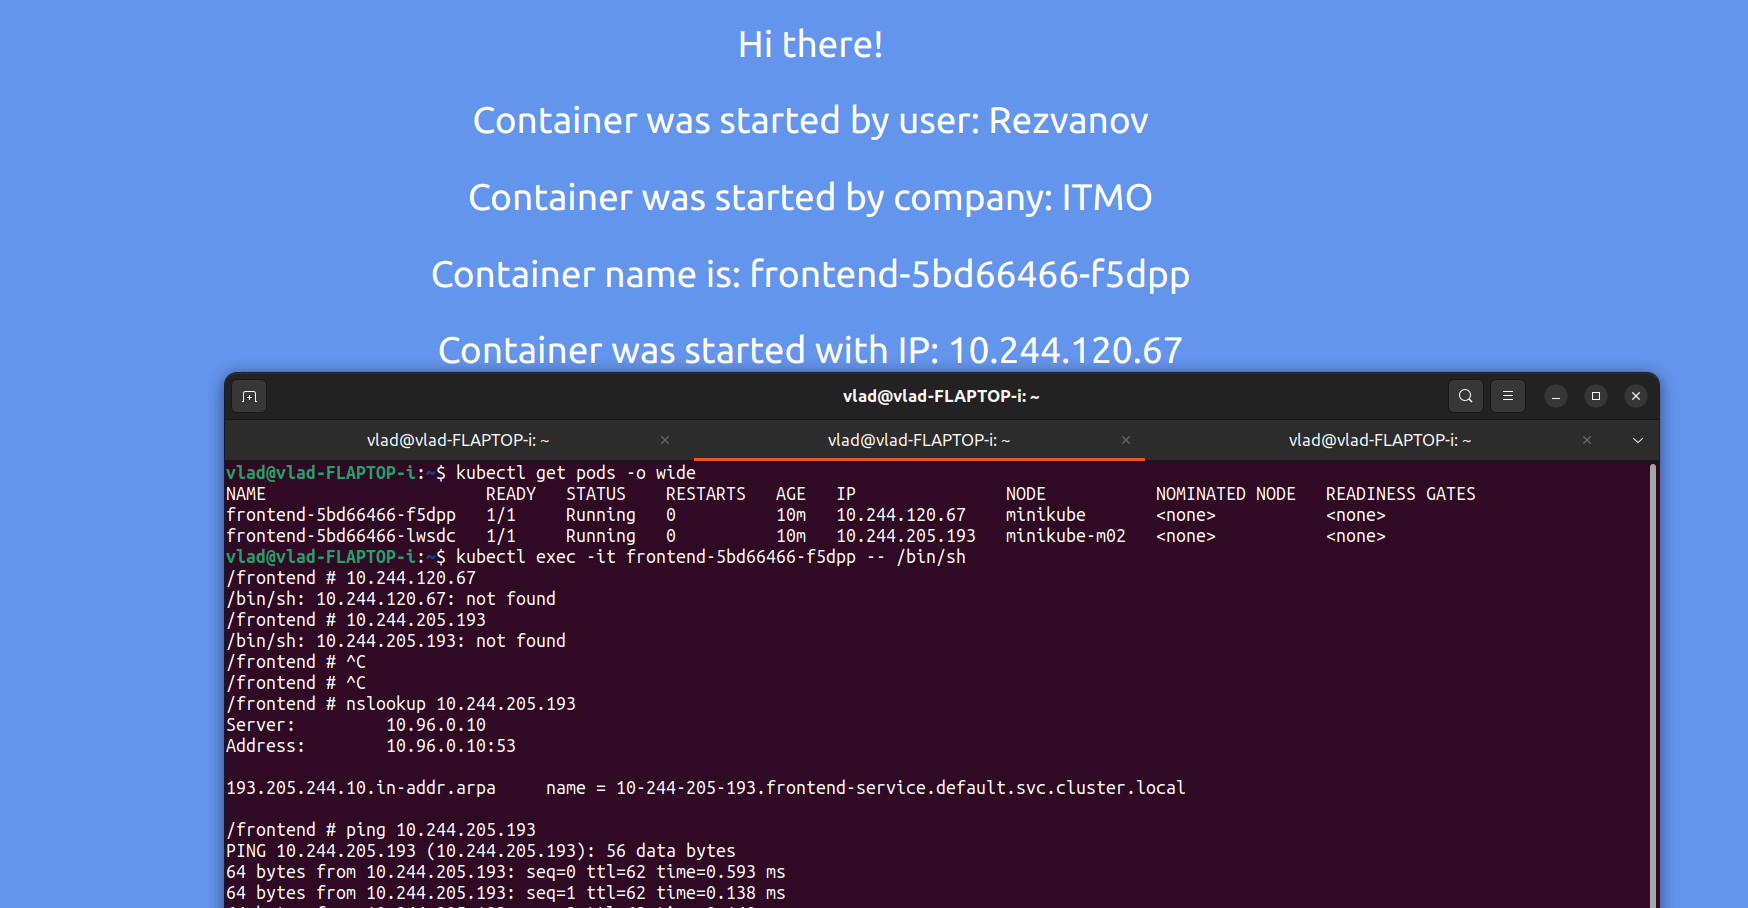 Hi there!
Container was started by user: Rezvanov
Container was started by company: ITMO
Container name is: frontend-5bd66466-f5dpp
Container was started with IP: 10.244.120.67
vlad@vlad-FLAPTOP-i: ~
vlad@vlad-FLAPTOP-i: ~ vlad@vlad-FLAPTOP-i: ~ vlad@vlad-FLAPTOP-i: ~
vlad@vlad-FLAPTOP-i:~$ kubectl get pods -o wide
NAME READY STATUS RESTARTS AGE IP NODE NOMINATED NODE READINESS GATES
frontend-5bd66466-f5dpp 1/1 Running 0 10m 10.244.120.67 minikube <none> <none>
frontend-5bd66466-lwsdc 1/1 Running 0 10m 10.244.205.193 minikube-m02 <none> <none>
vlad@vlad-FLAPTOP-i:~$ kubectl exec -it frontend-5bd66466-f5dpp -- /bin/sh
/frontend # 10.244.120.67
/bin/sh: 10.244.120.67: not found
/frontend # 10.244.205.193
/bin/sh: 10.244.205.193: not found
/frontend # ^C
/frontend # ^C
/frontend # nslookup 10.244.205.193
Server: 10.96.0.10
Address: 10.96.0.10:53
193.205.244.10.in-addr.arpa name = 10-244-205-193.frontend-service.default.svc.cluster.local
/frontend # ping 10.244.205.193
PING 10.244.205.193 (10.244.205.193): 56 data bytes
64 bytes from 10.244.205.193: seq=0 ttl=62 time=0.593 ms
64 bytes from 10.244.205.193: seq=1 ttl=62 time=0.138 ms